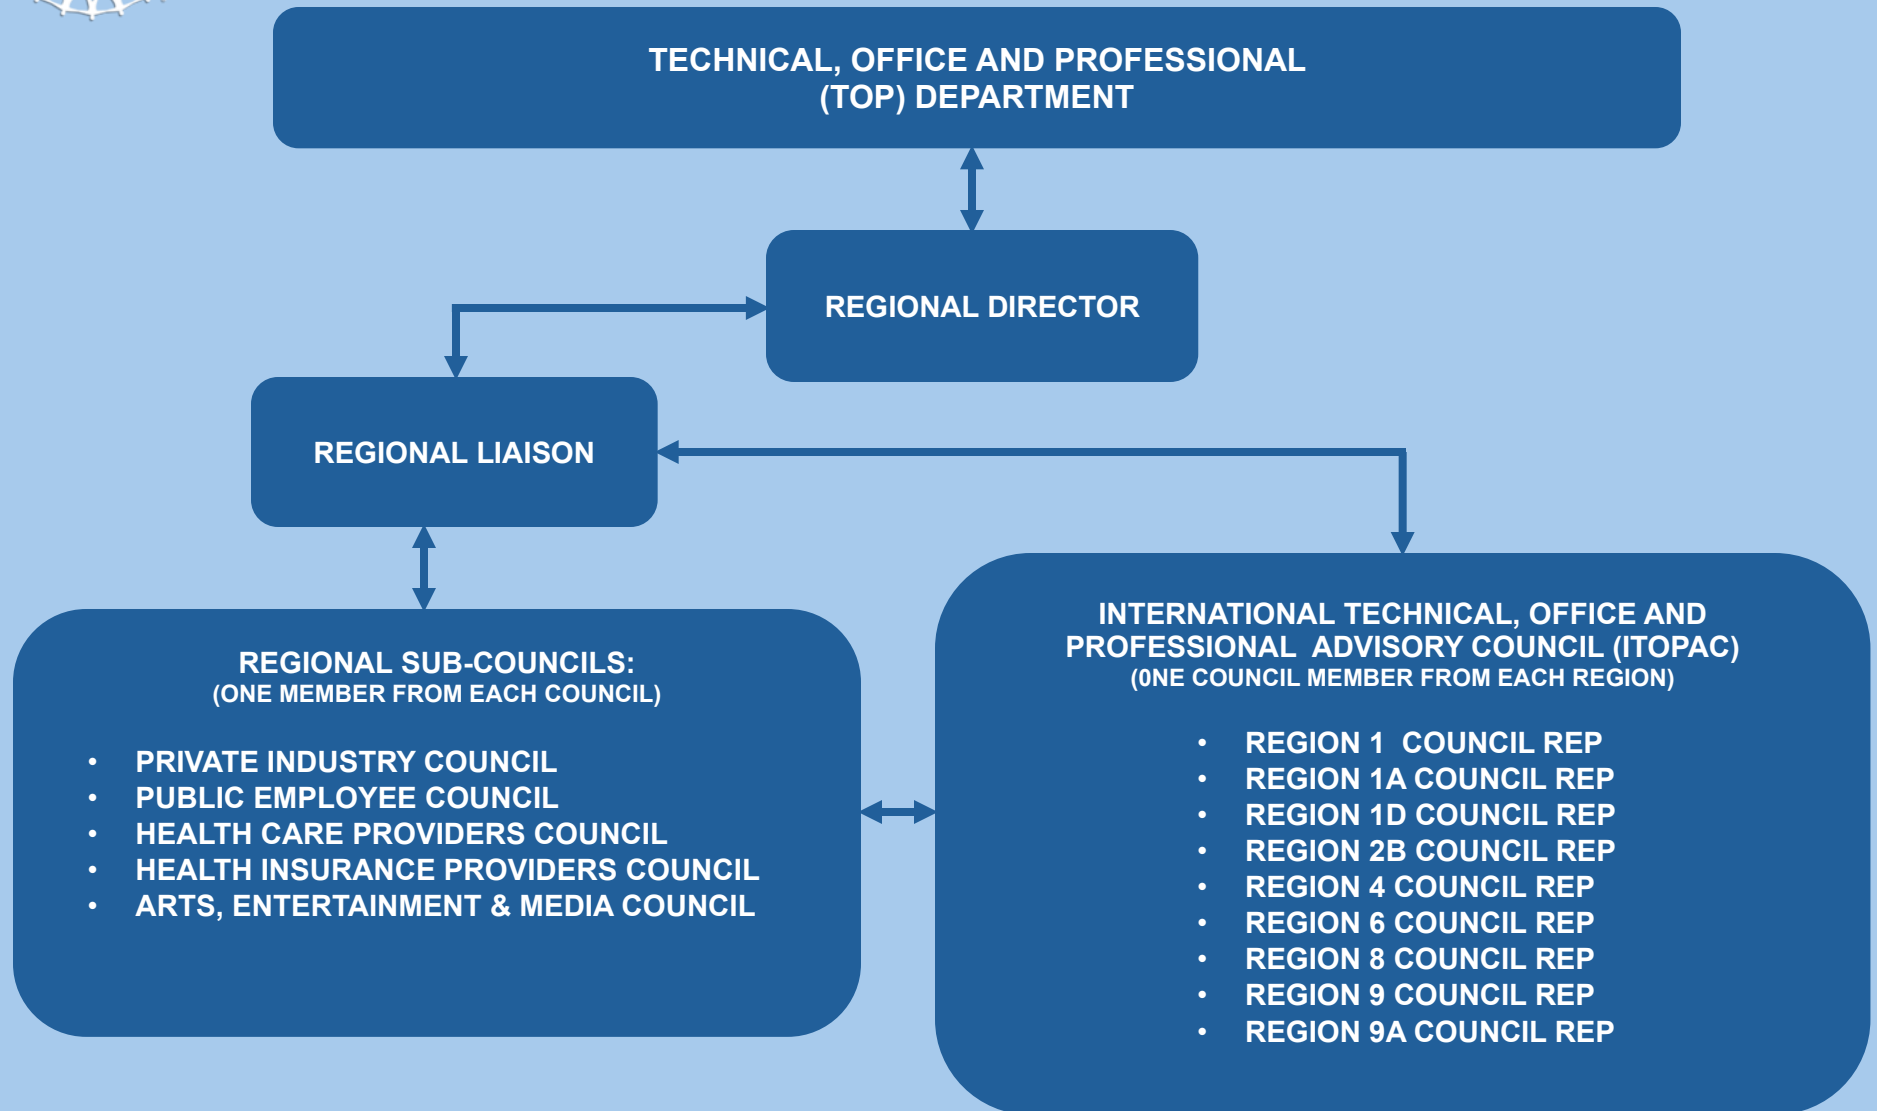 TECHNICAL, OFFICE AND PROFESSIONAL
(TOP) DEPARTMENT
REGIONAL DIRECTOR
REGIONAL LIAISON
REGIONAL SUB-COUNCILS:
(ONE MEMBER FROM EACH COUNCIL)
• PRIVATE INDUSTRY COUNCIL
• PUBLIC EMPLOYEE COUNCIL
• HEALTH CARE PROVIDERS COUNCIL
• HEALTH INSURANCE PROVIDERS COUNCIL
• ARTS, ENTERTAINMENT & MEDIA COUNCIL
INTERNATIONAL TECHNICAL, OFFICE AND
PROFESSIONAL ADVISORY COUNCIL (ITOPAC)
(0NE COUNCIL MEMBER FROM EACH REGION)
• REGION 1 COUNCIL REP
• REGION 1A COUNCIL REP
• REGION 1D COUNCIL REP
• REGION 2B COUNCIL REP
• REGION 4 COUNCIL REP
• REGION 6 COUNCIL REP
• REGION 8 COUNCIL REP
• REGION 9 COUNCIL REP
• REGION 9A COUNCIL REP